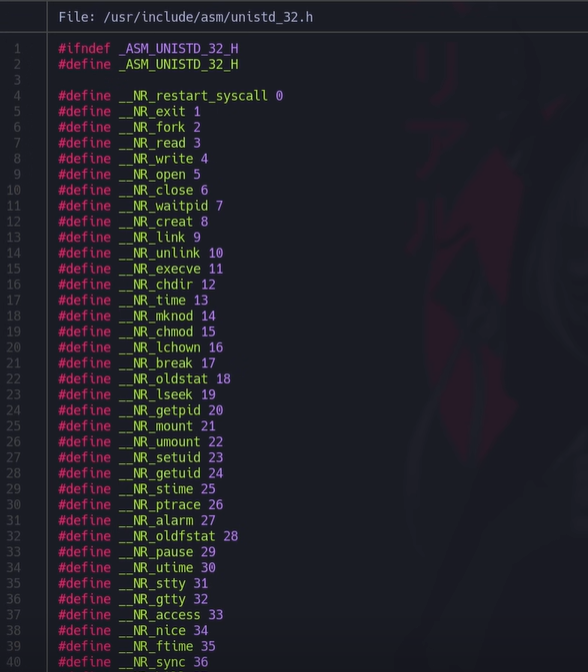 File: /usr/include/asm/unistd_32.h
1 #ifndef _ASM_UNISTD_32_H
2 #define _ASM_UNISTD_32_H
3
4 #define __NR_restart_syscall 0
5 #define __NR_exit 1
6 #define __NR_fork 2
7 #define __NR_read 3
8 #define __NR_write 4
9 #define __NR_open 5
10 #define __NR_close 6
11 #define __NR_waitpid 7
12 #define __NR_creat 8
13 #define __NR_link 9
14 #define __NR_unlink 10
15 #define __NR_execve 11
16 #define __NR_chdir 12
17 #define __NR_time 13
18 #define __NR_mknod 14
19 #define __NR_chmod 15
20 #define __NR_lchown 16
21 #define __NR_break 17
22 #define __NR_oldstat 18
23 #define __NR_lseek 19
24 #define __NR_getpid 20
25 #define __NR_mount 21
26 #define __NR_umount 22
27 #define __NR_setuid 23
28 #define __NR_getuid 24
29 #define __NR_stime 25
30 #define __NR_ptrace 26
31 #define __NR_alarm 27
32 #define __NR_oldfstat 28
33 #define __NR_pause 29
34 #define __NR_utime 30
35 #define __NR_stty 31
36 #define __NR_gtty 32
37 #define __NR_access 33
38 #define __NR_nice 34
39 #define __NR_ftime 35
40 #define __NR_sync 36